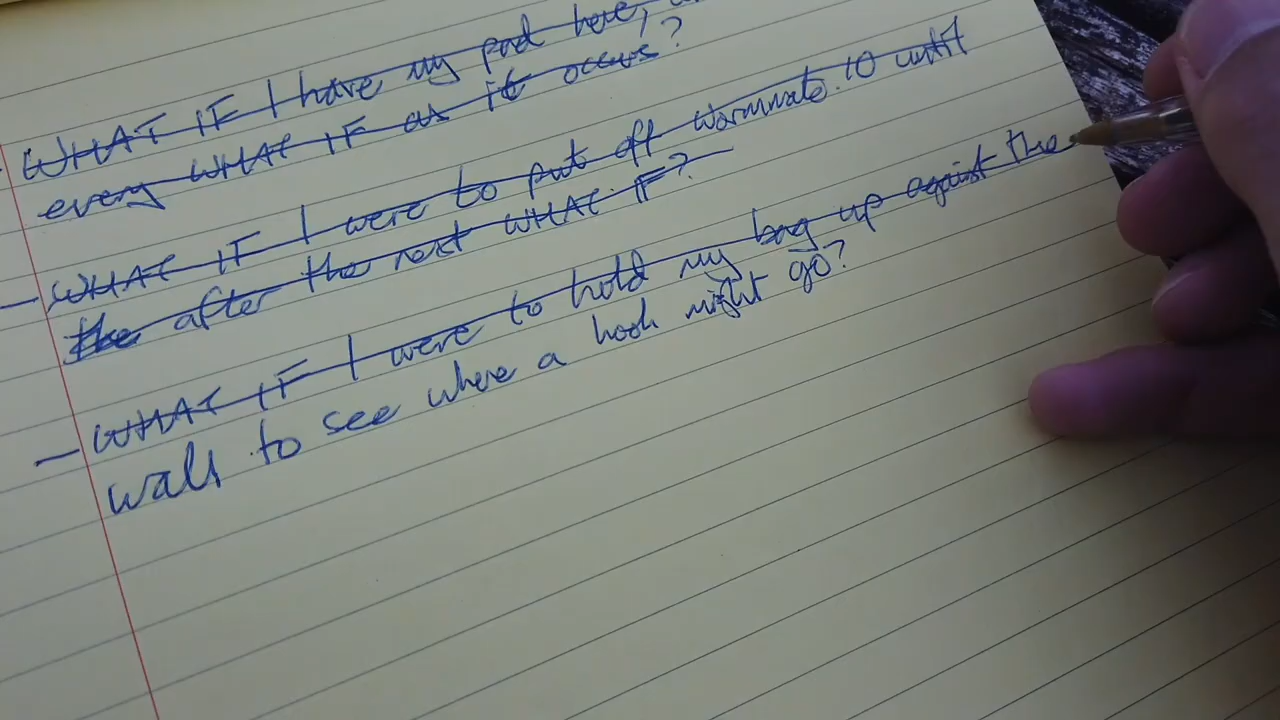 WHAT IF I have my pad here,
every WHAT IF as it occurs?
- WHAT IF I were to put off Warmnato. 10 until
the after the next WHAT IF?
- WHAT IF I were to hold my bag up against the
wall to see where a hook might go?